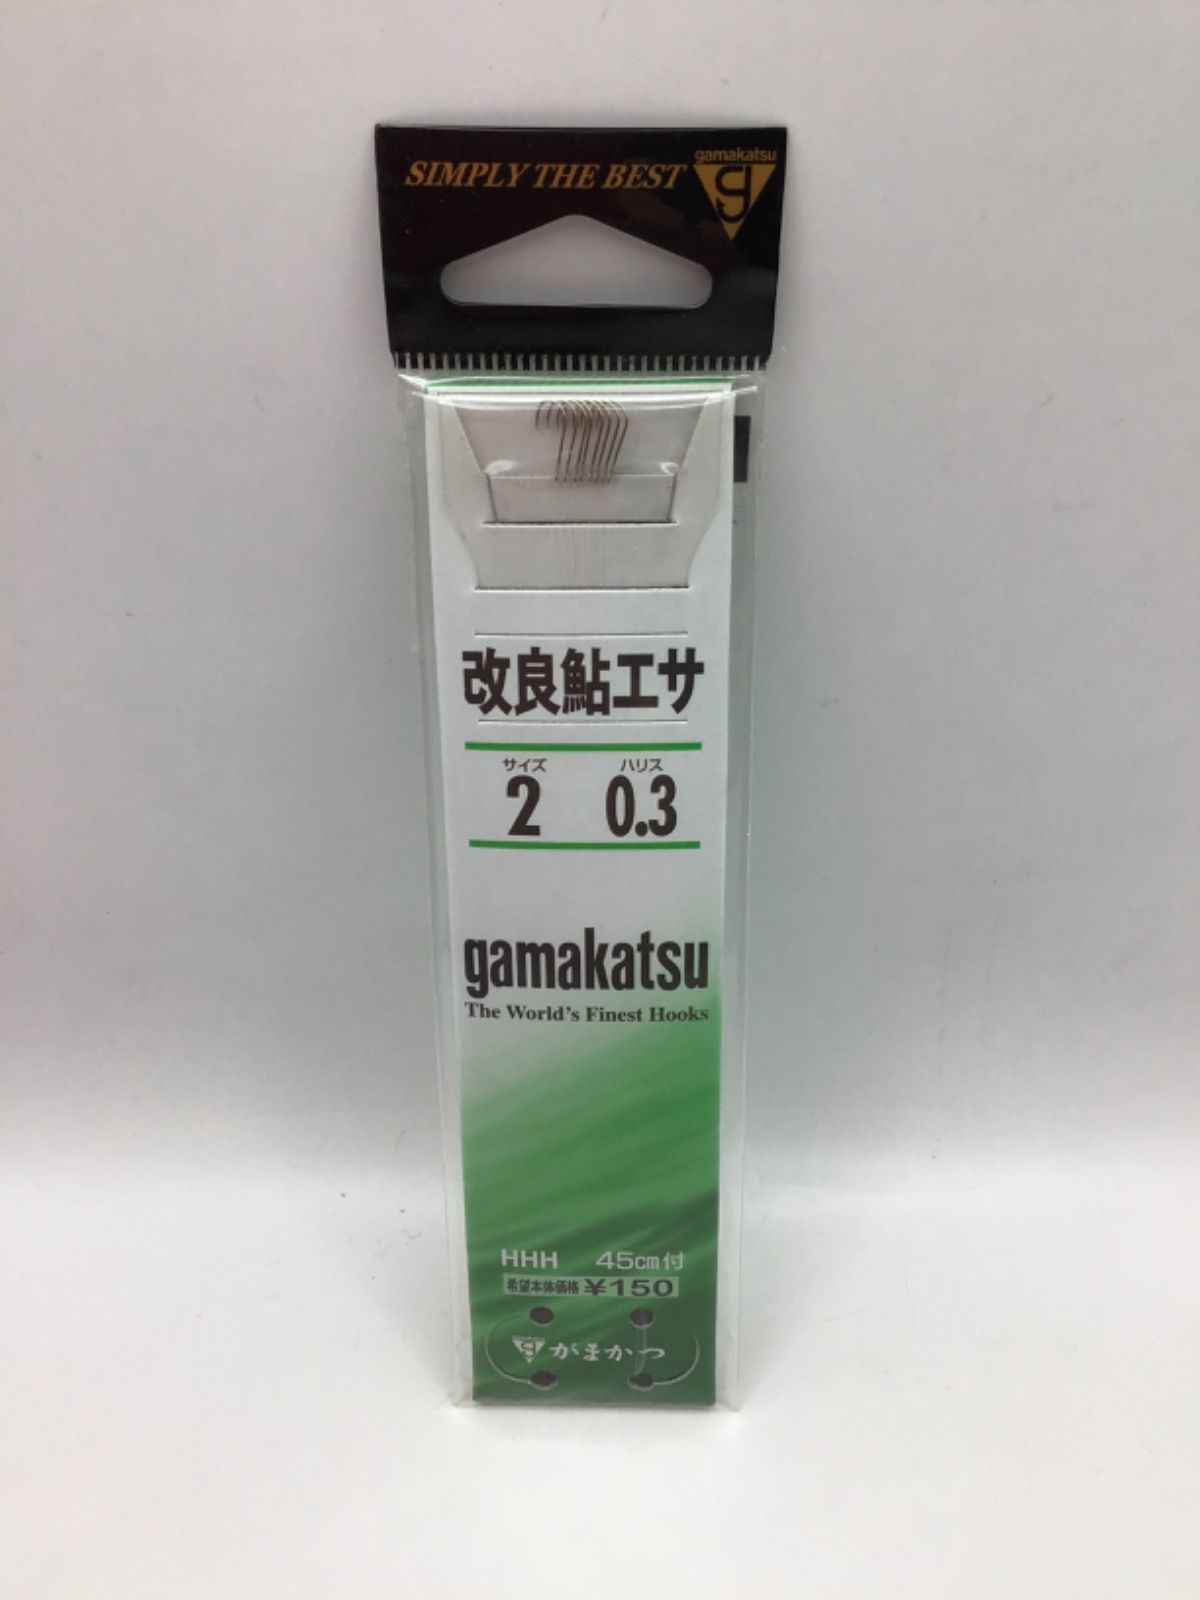 gamakatsu
SIMPLY THE BEST
改良鮎エサ
サイズ ハリス
2 0.3
gamakatsu
The World's Finest Hooks
HHH 45cm付
希望本体価格 ¥150
がまかつ